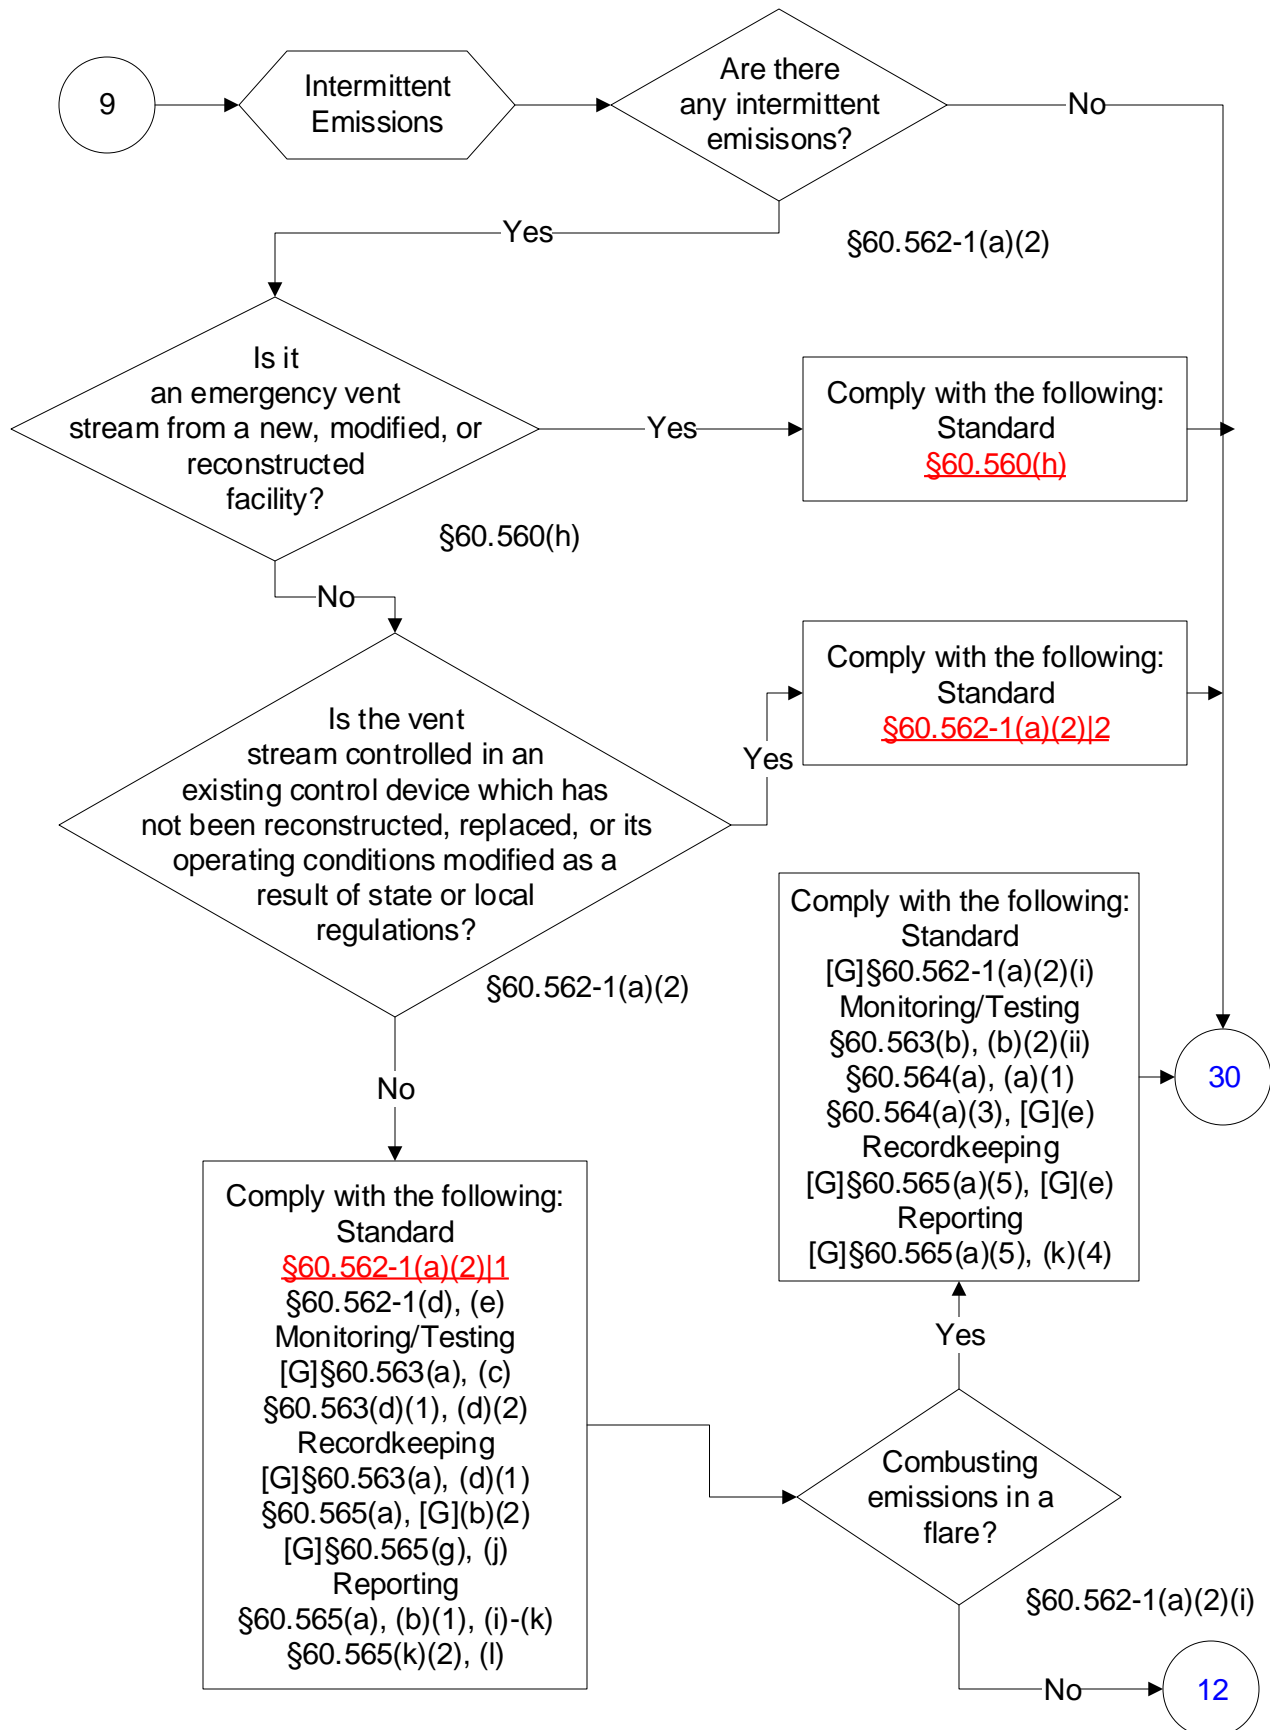 9
Intermittent
Emissions
Are there
any intermittent
emisisons?
No
Yes
§60.562-1(a)(2)
Is it
an emergency vent
stream from a new, modified, or
reconstructed
facility?
Yes
Comply with the following:
Standard
§60.560(h)
§60.560(h)
No
Comply with the following:
Standard
§60.562-1(a)(2)|2
Is the vent
stream controlled in an
existing control device which has
not been reconstructed, replaced, or its
operating conditions modified as a
result of state or local
regulations?
Yes
§60.562-1(a)(2)
Comply with the following:
Standard
[G]§60.562-1(a)(2)(i)
Monitoring/Testing
§60.563(b), (b)(2)(ii)
§60.564(a), (a)(1)
§60.564(a)(3), [G](e)
Recordkeeping
[G]§60.565(a)(5), [G](e)
Reporting
[G]§60.565(a)(5), (k)(4)
30
No
Comply with the following:
Standard
§60.562-1(a)(2)|1
§60.562-1(d), (e)
Monitoring/Testing
[G]§60.563(a), (c)
§60.563(d)(1), (d)(2)
Recordkeeping
[G]§60.563(a), (d)(1)
§60.565(a), [G](b)(2)
[G]§60.565(g), (j)
Reporting
§60.565(a), (b)(1), (i)-(k)
§60.565(k)(2), (l)
Yes
Combusting
emissions in a
flare?
§60.562-1(a)(2)(i)
No
12